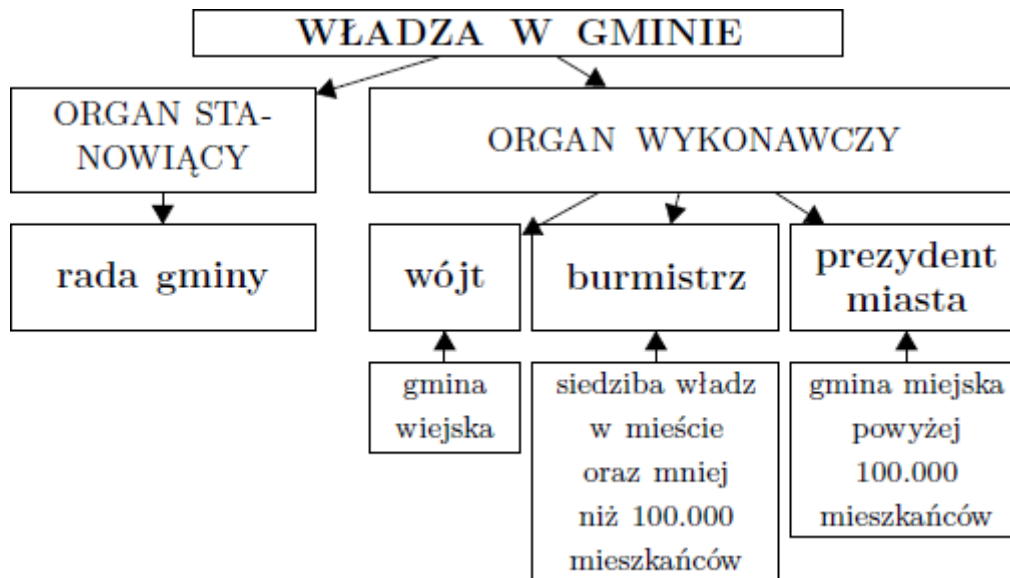 WŁADZA W GMINIE
ORGAN STA-
NOWIĄCY
ORGAN WYKONAWCZY
rada gminy
wójt
burmistrz
prezydent
miasta
gmina
wiejska
siedziba władz
w mieście
oraz mniej
niż 100.000
mieszkańców
gmina miejska
powyżej
100.000
mieszkańców